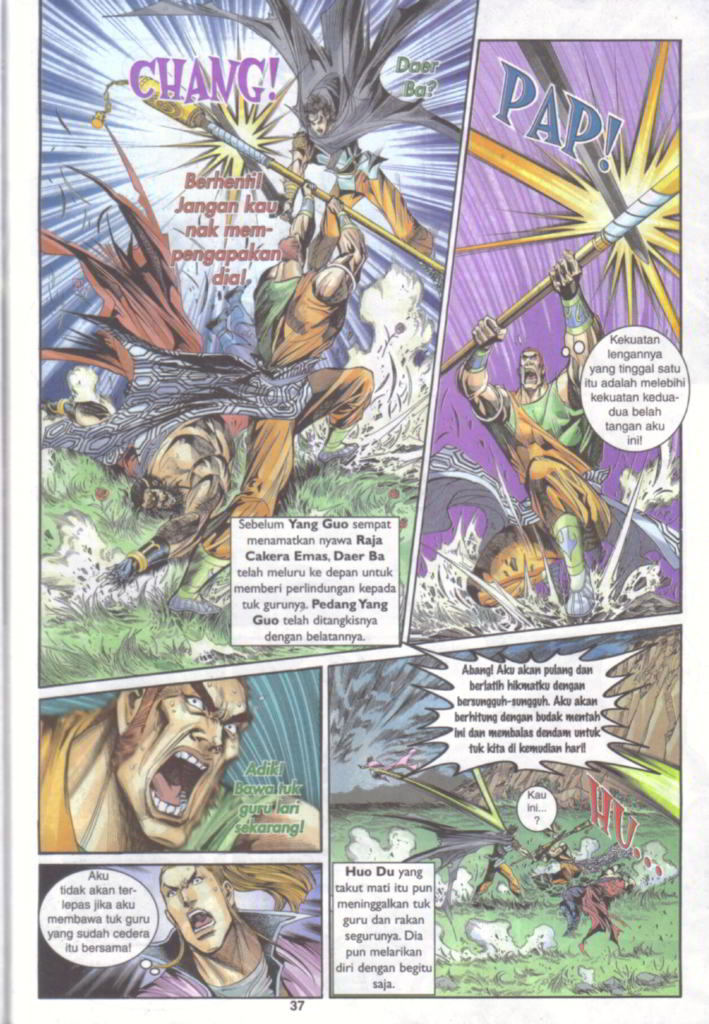 CHANG!
Daer
Ba?
Berhenti!
Jangan kau
nak mem-
pengapakan
dia!
Sebelum Yang Guo sempat
menamatkan nyawa Raja
Cakera Emas, Daer Ba
telah meluru ke depan untuk
memberi perlindungan kepada
tuk gurunya. Pedang Yang
Guo telah ditangkisnya
dengan belatannya.
PAP!
Kekuatan
lengannya
yang tinggal satu
itu adalah melebihi
kekuatan kedua-
dua belah
tangan aku
ini!
Adik!
Bawa tuk
guru lari
sekarang!
Aku
tidak akan ter-
lepas jika aku
membawa tuk guru
yang sudah cedera
itu bersama!
Abang! Aku akan pulang dan
berlatih hikmatku dengan
bersungguh-sungguh. Aku akan
berhitung dengan budak mentah
ini dan membalas dendam untuk
tuk kita di kemudian hari!
Kau
ini...
?
HU...
Huo Du yang
takut mati itu pun
meninggalkan tuk
guru dan rakan
segurunya. Dia
pun melarikan
diri dengan begitu
saja.
37